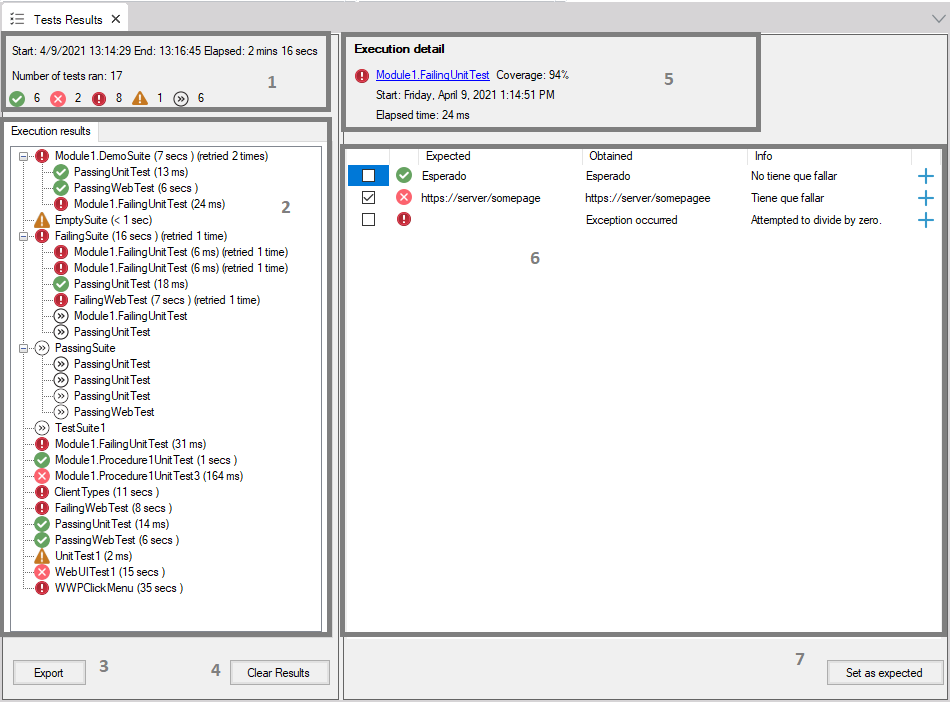 Tests Results
Start: 4/9/2021 13:14:29 End: 13:16:45 Elapsed: 2 mins 16 secs
Number of tests ran: 17
1
6 2 8 1 6
Execution results
Module1.DemoSuite (7 secs ) (retried 2 times)
PassingUnitTest (13 ms)
PassingWebTest (6 secs )
Module1.FailingUnitTest (24 ms)
2
EmptySuite (< 1 sec)
FailingSuite (16 secs ) (retried 1 time)
Module1.FailingUnitTest (6 ms) (retried 1 time)
Module1.FailingUnitTest (6 ms) (retried 1 time)
PassingUnitTest (18 ms)
FailingWebTest (7 secs ) (retried 1 time)
Module1.FailingUnitTest
PassingUnitTest
PassingSuite
PassingUnitTest
PassingUnitTest
PassingUnitTest
PassingWebTest
TestSuite1
Module1.FailingUnitTest (31 ms)
Module1.Procedure1UnitTest (1 secs )
Module1.Procedure1UnitTest3 (164 ms)
ClientTypes (11 secs )
FailingWebTest (8 secs )
PassingUnitTest (14 ms)
PassingWebTest (6 secs )
UnitTest1 (2 ms)
WebUITest1 (15 secs )
WWPClickMenu (35 secs )
Export
3
4
Clear Results
Execution detail
Module1.FailingUnitTest Coverage: 94%
5
Start: Friday, April 9, 2021 1:14:51 PM
Elapsed time: 24 ms
Expected Obtained Info
Esperado Esperado No tiene que fallar
https://server/somepage https://server/somepagee Tiene que fallar
Exception occurred Attempted to divide by zero.
6
7
Set as expected